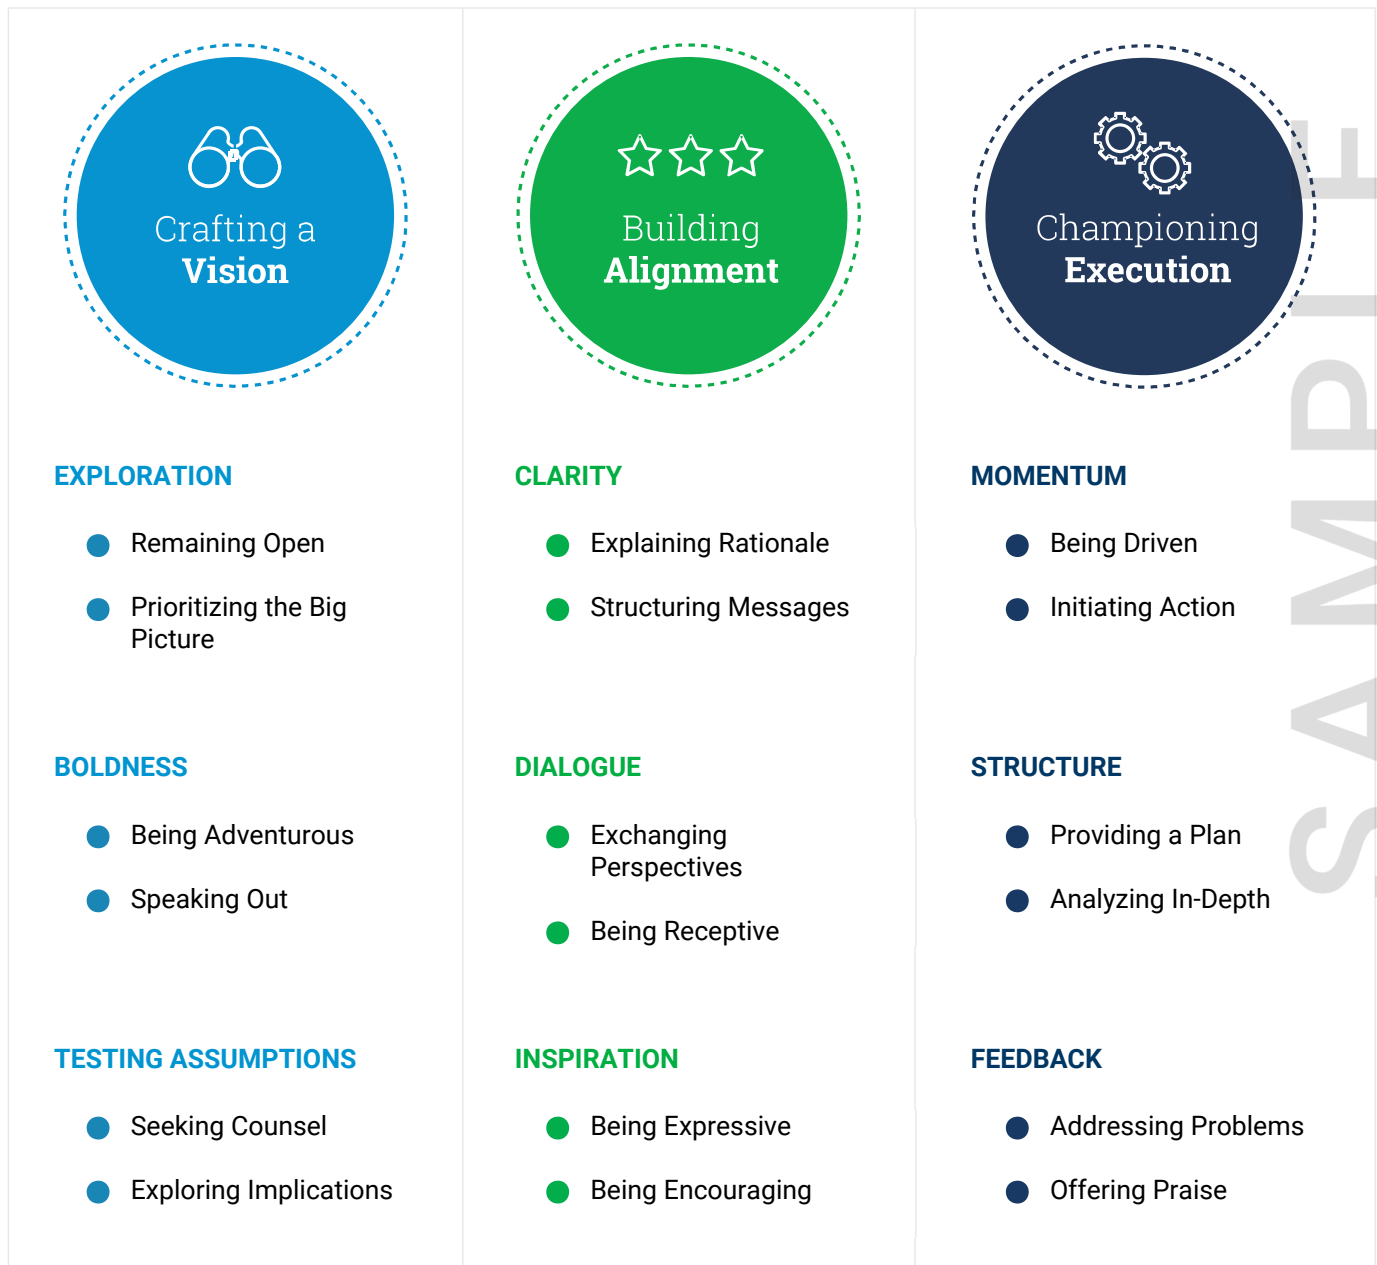 Crafting a
Vision
EXPLORATION
Remaining Open
Prioritizing the Big
Picture
BOLDNESS
Being Adventurous
Speaking Out
TESTING ASSUMPTIONS
Seeking Counsel
Exploring Implications
Building
Alignment
CLARITY
Explaining Rationale
Structuring Messages
DIALOGUE
Exchanging
Perspectives
Being Receptive
INSPIRATION
Being Expressive
Being Encouraging
Championing
Execution
MOMENTUM
Being Driven
Initiating Action
STRUCTURE
Providing a Plan
Analyzing In-Depth
FEEDBACK
Addressing Problems
Offering Praise
SAMPLE